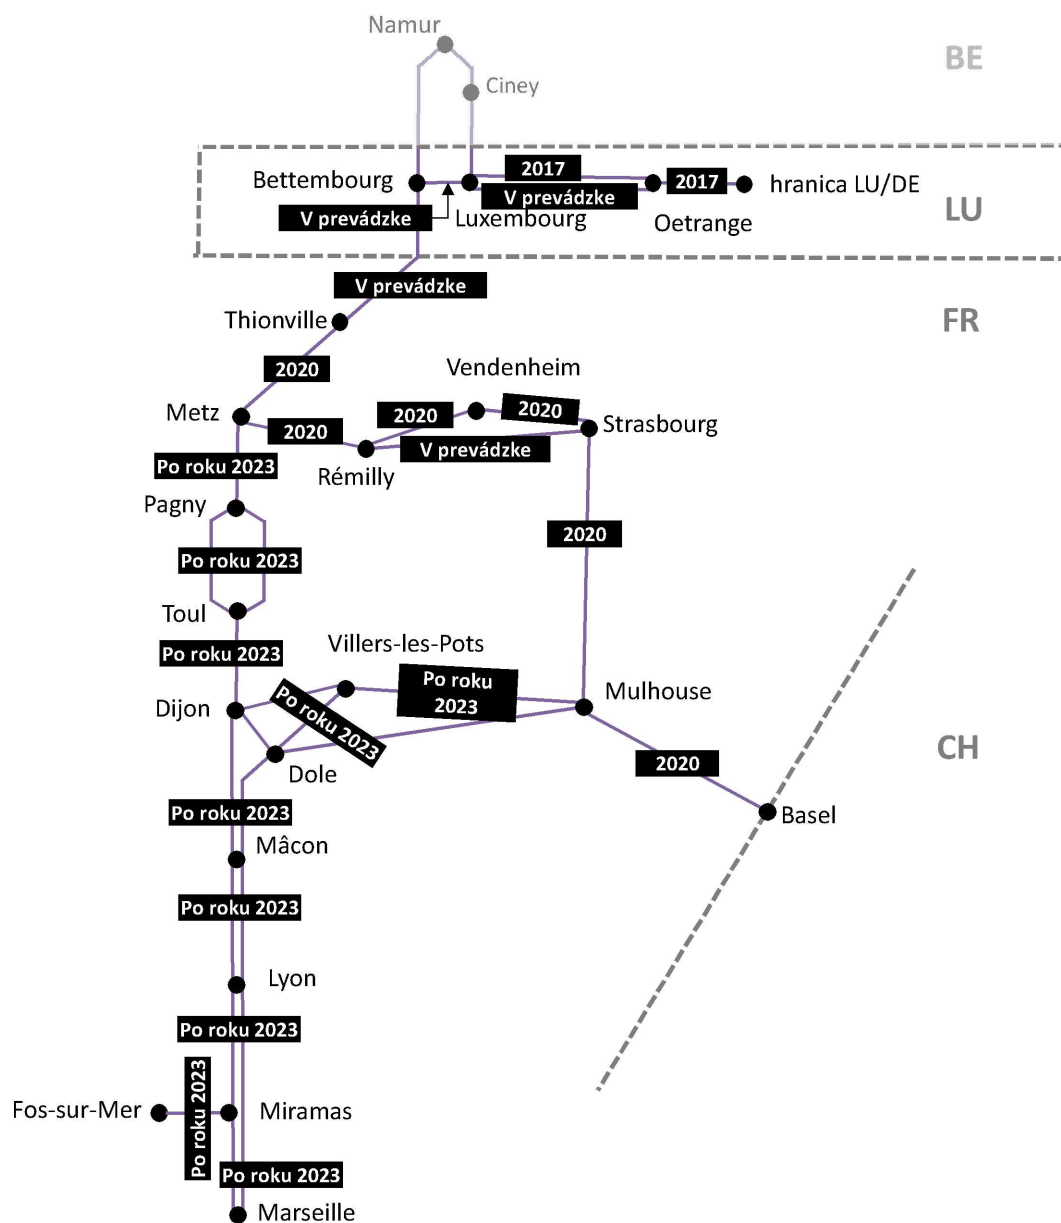 Namur
BE
Ciney
2017
Bettembourg
2017
hranica LU/DE
V prevádzke
LU
V prevádzke
Luxembourg
Oetrange
V prevádzke
FR
Thionville
2020
Vendenheim
Metz
2020
2020
2020
Strasbourg
V prevádzke
Po roku 2023
Rémilly
Pagny
2020
Po roku 2023
Toul
Villers-les-Pots
Po roku 2023
Po roku
2023
Mulhouse
Dijon
Po roku 2023
CH
Dole
2020
Po roku 2023
Basel
Mâcon
Po roku 2023
Lyon
Po roku 2023
Po roku 2023
Fos-sur-Mer
Miramas
Po roku 2023
Marseille